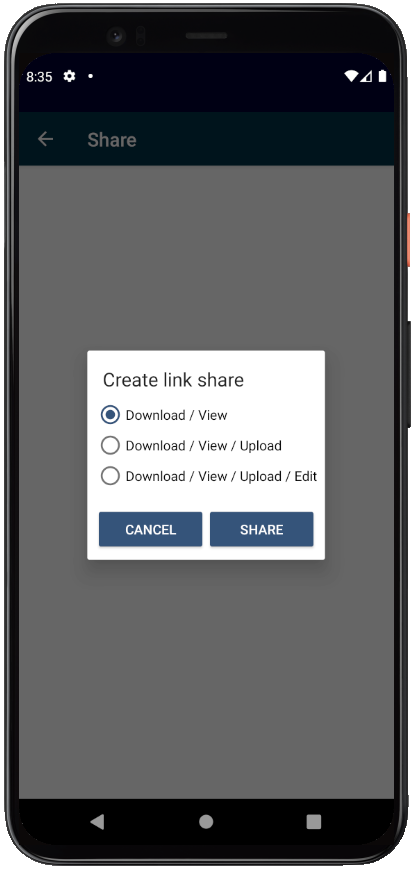 8:35
Share
Create link share
Download / View
Download / View / Upload
Download / View / Upload / Edit
CANCEL SHARE